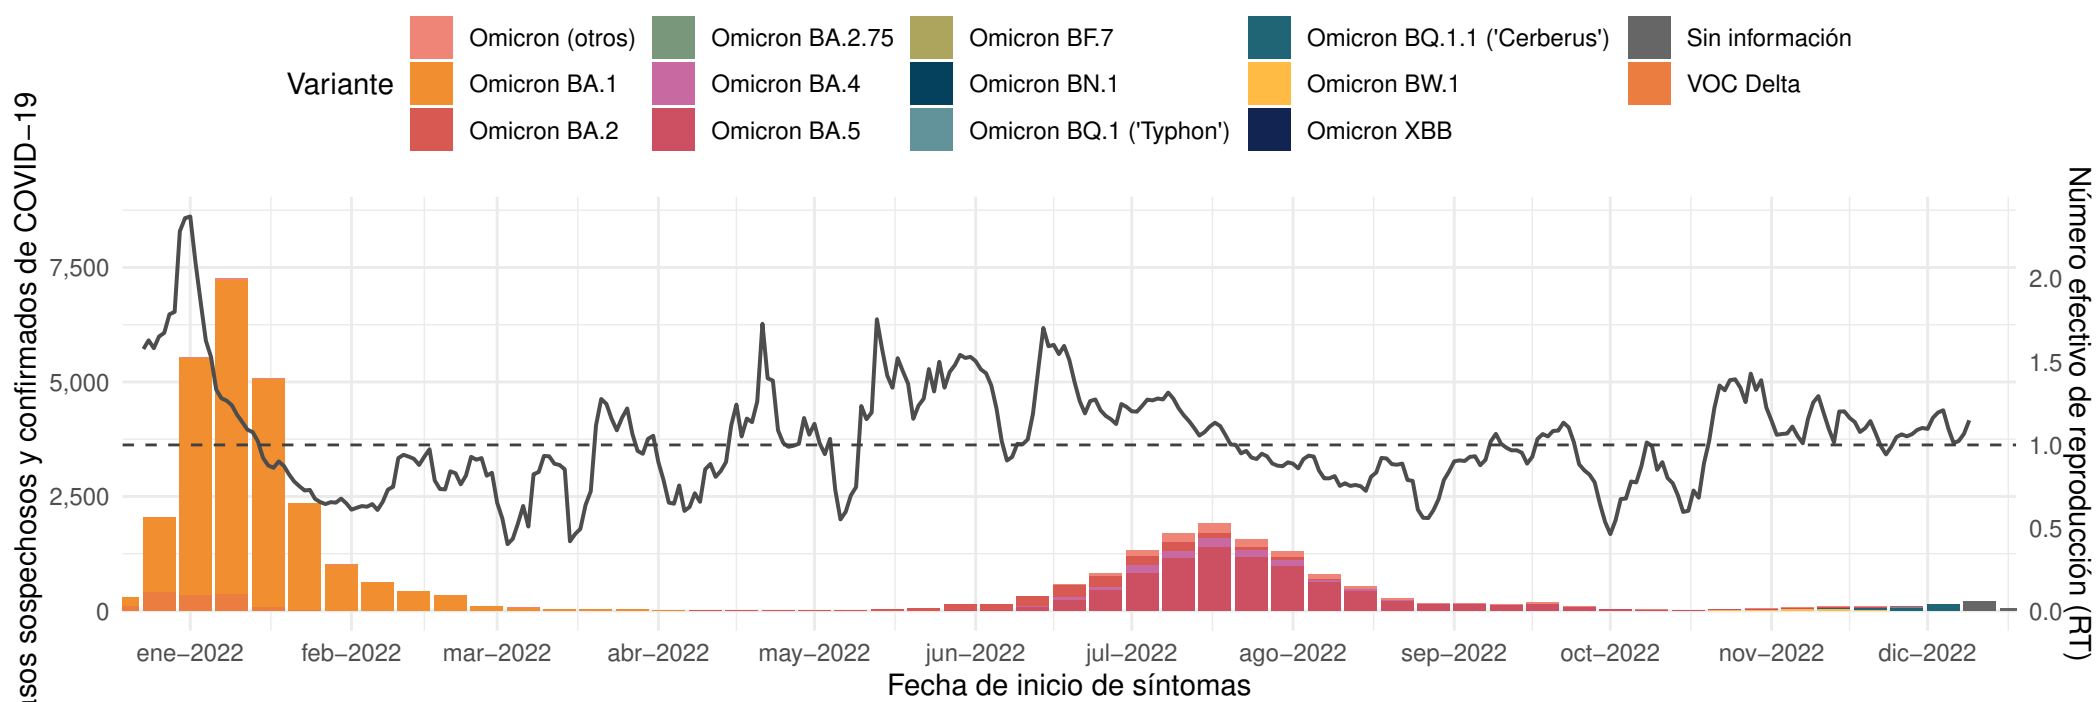 Variante
Omicron (otros)
Omicron BA.1
Omicron BA.2
Omicron BA.2.75
Omicron BA.4
Omicron BA.5
Omicron BF.7
Omicron BN.1
Omicron BQ.1 ('Typhon')
Omicron BQ.1.1 ('Cerberus')
Omicron BW.1
Omicron XBB
Sin información
VOC Delta
sospechosos y confirmados de COVID−19
7,500
5,000
2,500
0
2.0
1.5
1.0
0.5
0.0
Número efectivo de reproducción (RT)
ene−2022
feb−2022
mar−2022
abr−2022
may−2022
jun−2022
jul−2022
ago−2022
sep−2022
oct−2022
nov−2022
dic−2022
Fecha de inicio de síntomas